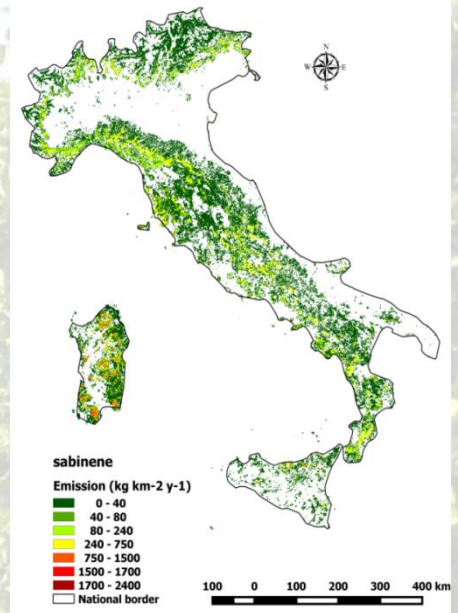 N
W E
S
sabinene
Emission (kg km-2 y-1)
0 - 40
40 - 80
80 - 240
240 - 750
750 - 1500
1500 - 1700
1700 - 2400
National border
100 0 100 200 300 400 km